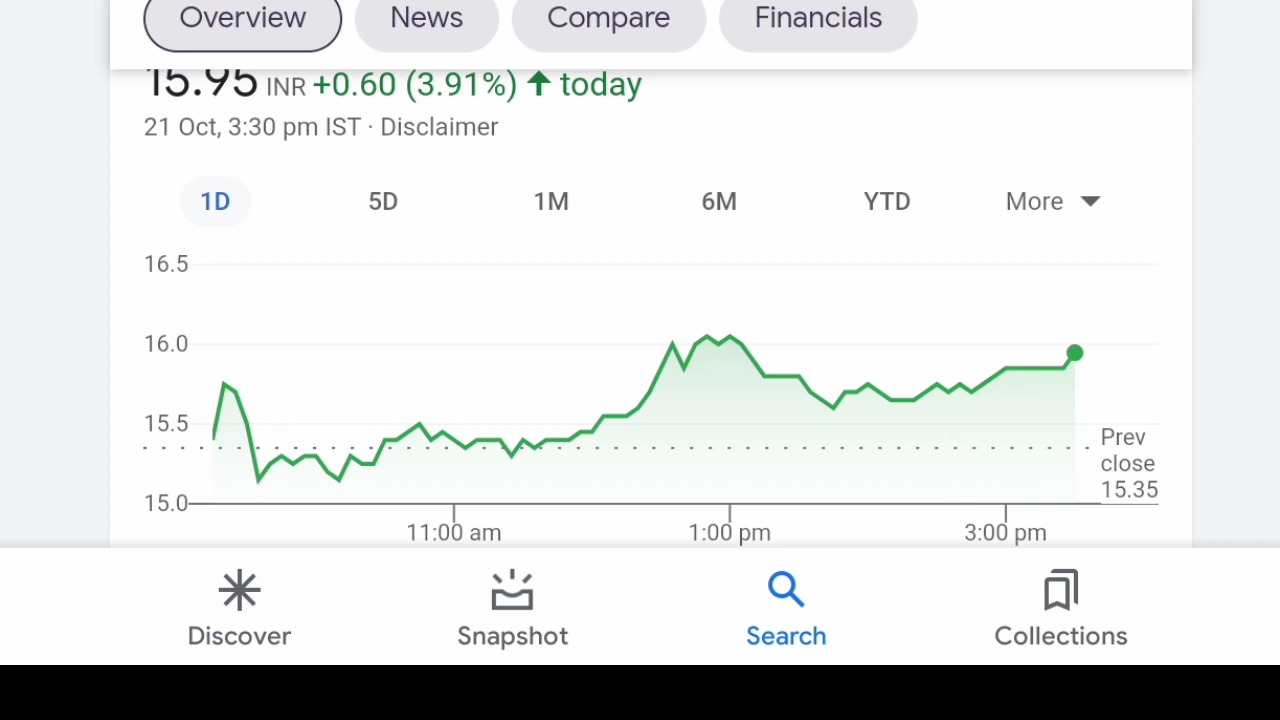 Overview News Compare Financials
15.95 INR +0.60 (3.91%) ↑ today
21 Oct, 3:30 pm IST · Disclaimer
1D 5D 1M 6M YTD More
16.5
16.0
15.5
Prev
close
15.35
15.0
11:00 am 1:00 pm 3:00 pm
Discover Snapshot Search Collections